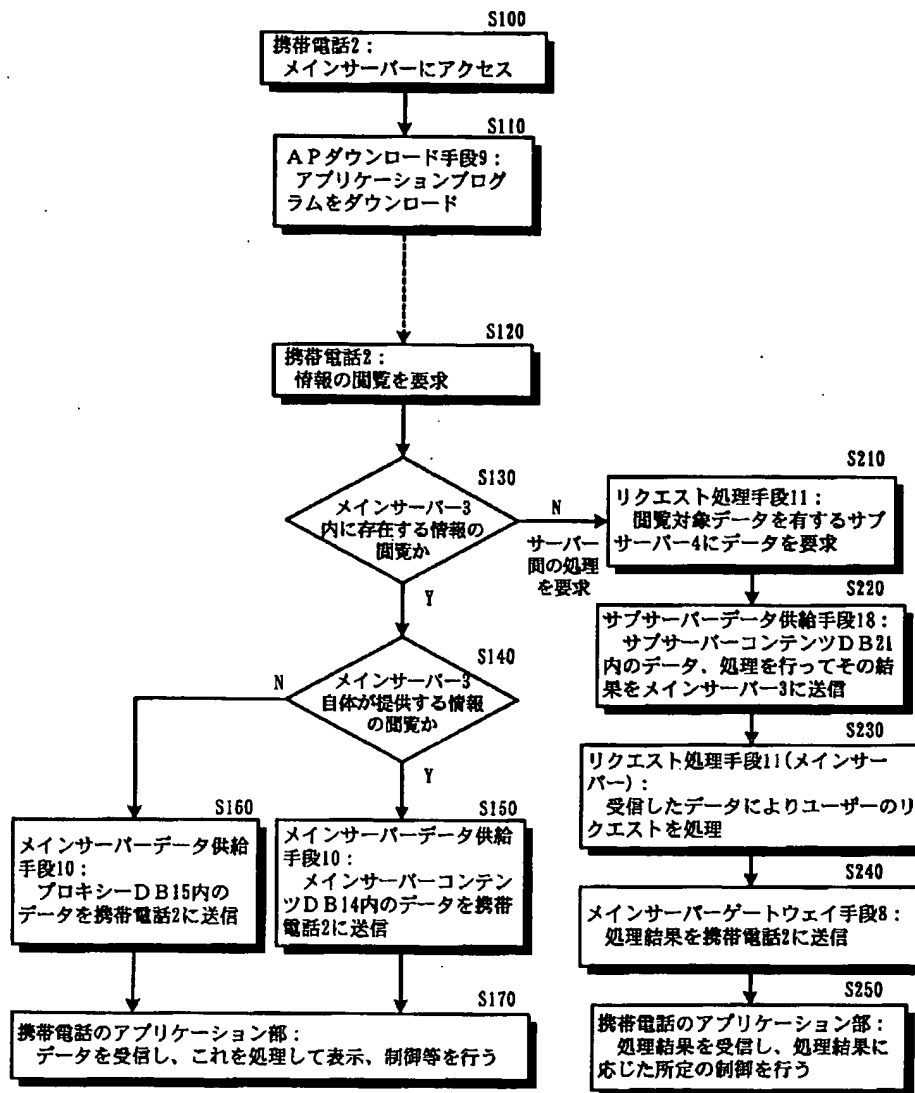 S100
携帯電話2：
メインサーバーにアクセス
S110
ＡＰダウンロード手段9：
アプリケーションプログ
ラムをダウンロード
S120
携帯電話2：
情報の閲覧を要求
S130
メインサーバー3
内に存在する情報の
閲覧か
N
サーバー
間の処理
を要求
Y
S210
リクエスト処理手段11：
閲覧対象データを有するサブ
サーバー4にデータを要求
S220
サブサーバーデータ供給手段18：
サブサーバーコンテンツＤＢ21
内のデータ、処理を行ってその結
果をメインサーバー3に送信
S140
メインサーバー3
自体が提供する情報
の閲覧か
N
Y
S230
リクエスト処理手段11(メインサー
バー)：
受信したデータによりユーザーのリ
クエストを処理
S160
メインサーバーデータ供給
手段10：
プロキシーＤＢ15内の
データを携帯電話2に送信
S150
メインサーバーデータ供給
手段10：
メインサーバーコンテン
ツＤＢ14内のデータを携帯
電話2に送信
S240
メインサーバーゲートウェイ手段8：
処理結果を携帯電話2に送信
S170
携帯電話のアプリケーション部：
データを受信し、これを処理して表示、制御等を行う
S250
携帯電話のアプリケーション部：
処理結果を受信し、処理結果に
応じた所定の制御を行う